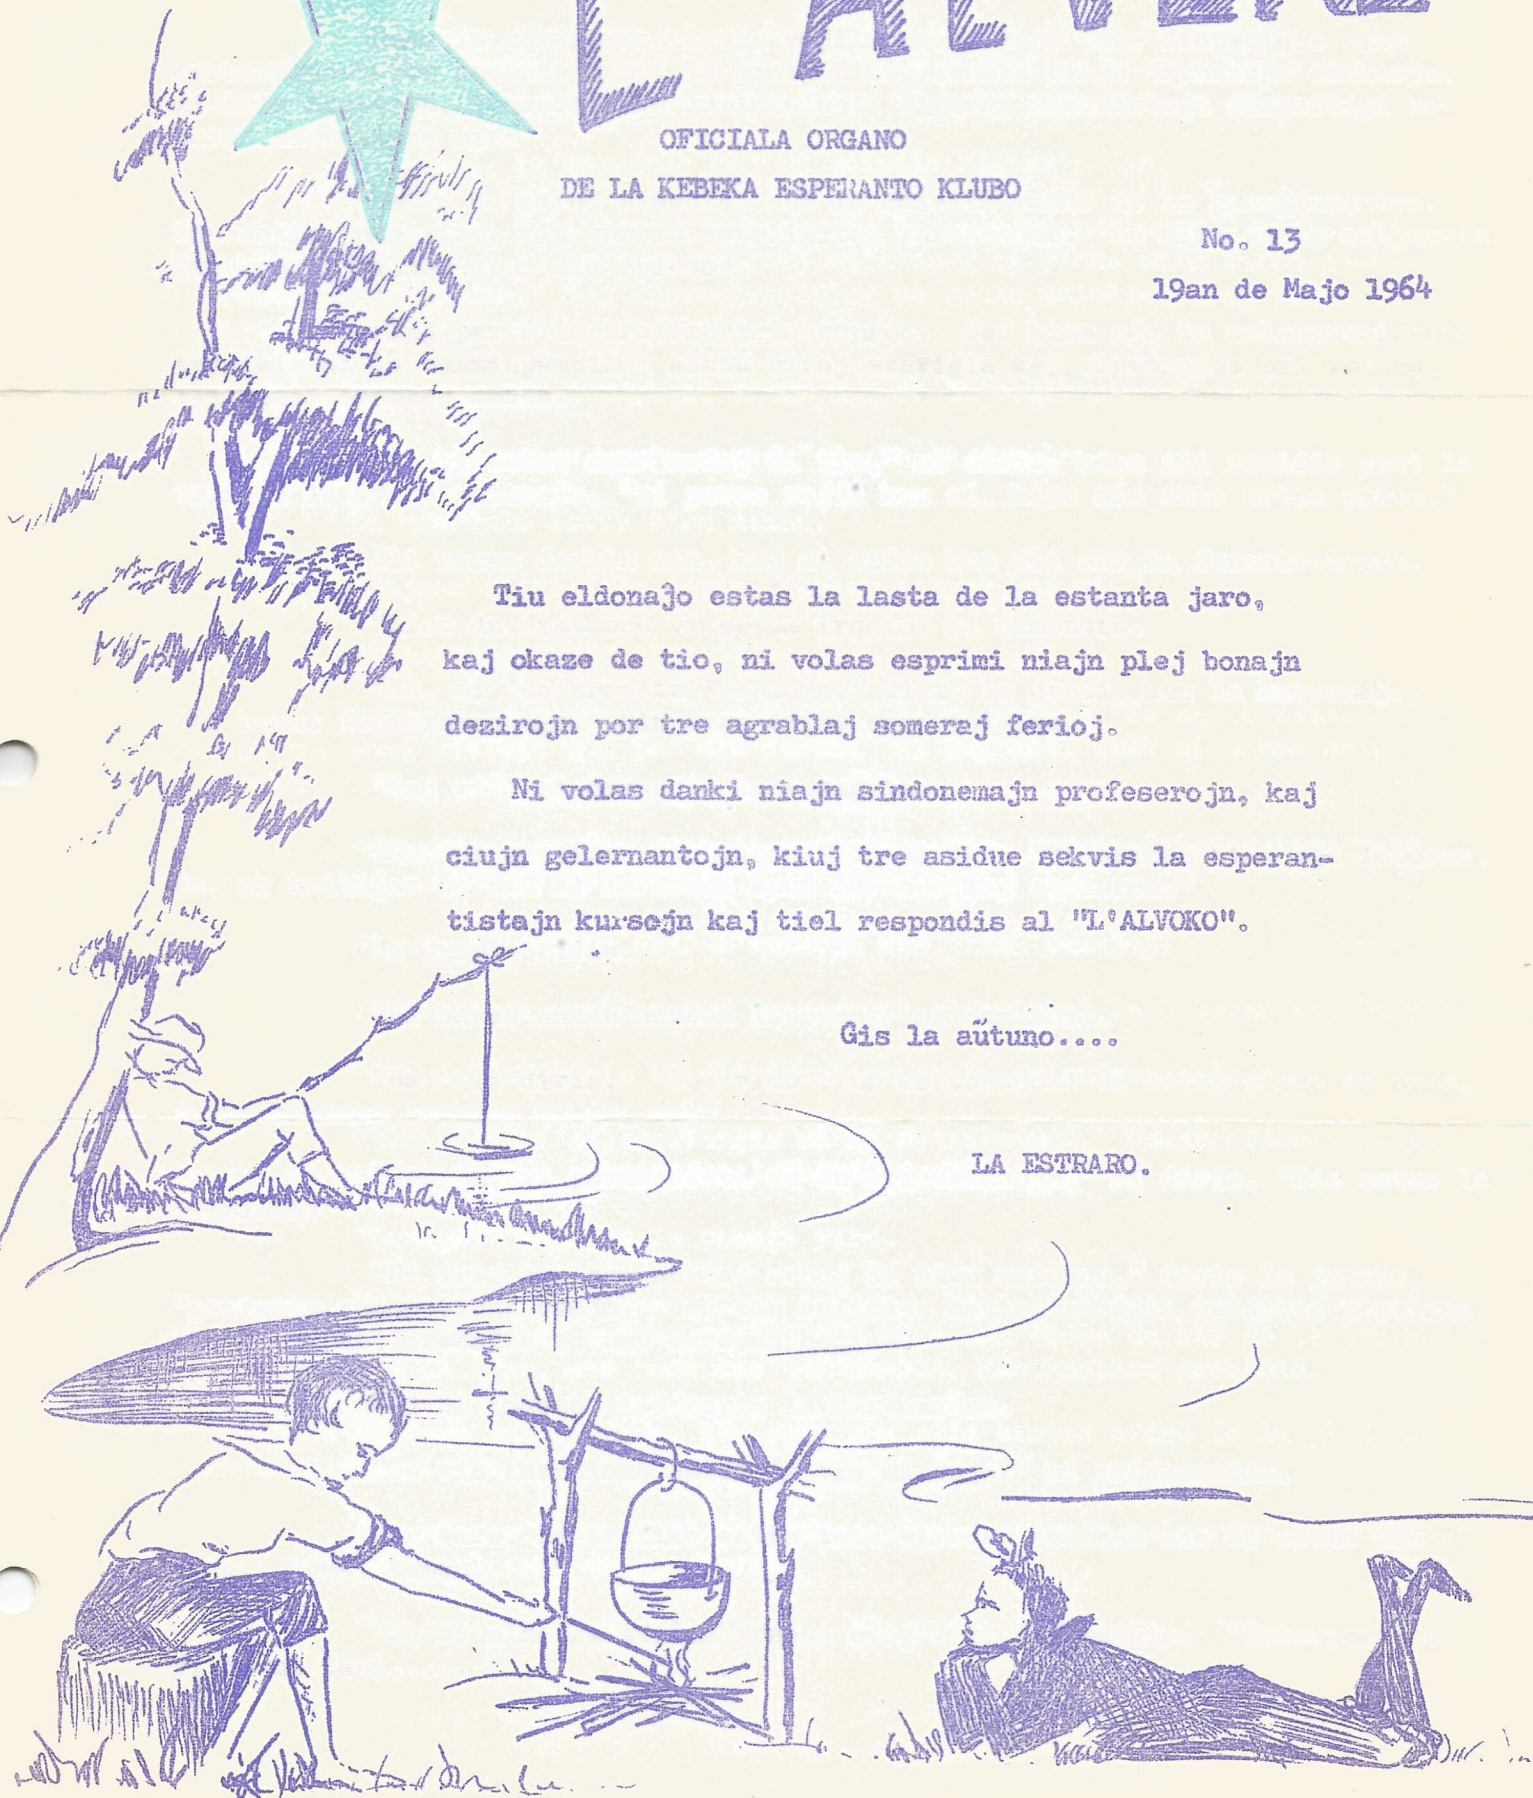 OFICIALA ORGANO
DE LA KEBEKA ESPERANTO KLUBO
No. 13
19an de Majo 1964
Tiu eldonaĵo estas la lasta de la estanta jaro,
kaj okaze de tio, ni volas esprimi niajn plej bonajn
dezirojn por tre agrablaj someraj ferioj.
Ni volas danki niajn sindonemajn profeserojn, kaj
ciujn gelernantojn, kiuj tre asidue sekvis la esperan-
tistajn kursojn kaj tiel respondis al "L'ALVOKO".
Gis la aŭtuno....
LA ESTRARO.